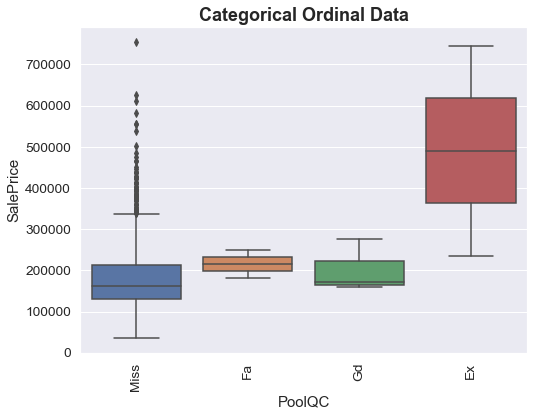 Categorical Ordinal Data
SalePrice
700000
600000
500000
400000
300000
200000
100000
0
Miss
Fa
Gd
Ex
PoolQC